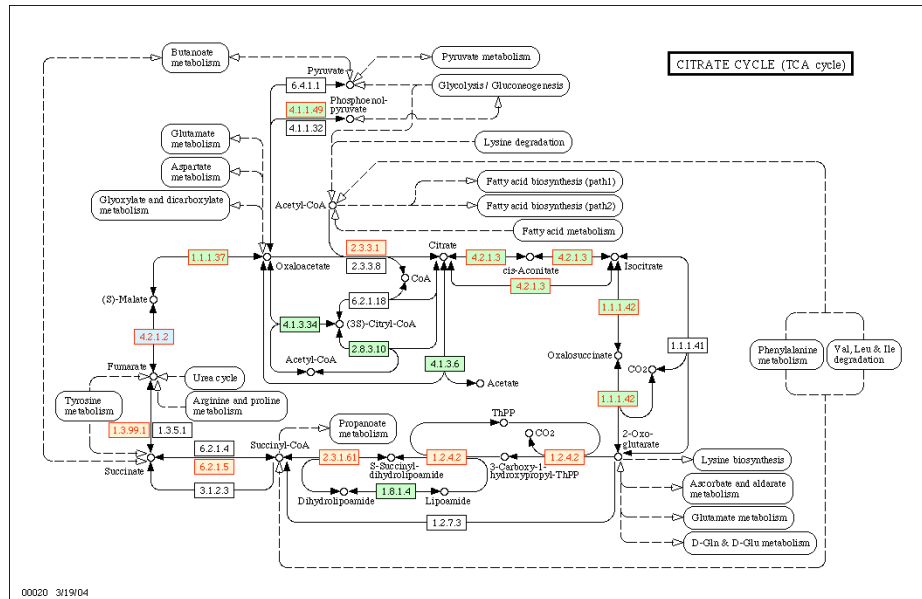 Butanoate
metabolism
Pyruvate
Pyruvate metabolism
CITRATE CYCLE (TCA cycle)
6.4.1.1
Glycolysis / Gluconeogenesis
4.1.1.49
Phosphoenol-
pyruvate
4.1.1.32
Glutamate
metabolism
Lysine degradation
Aspartate
metabolism
Fatty acid biosynthesis (path1)
Glyoxylate and dicarboxylate
metabolism
Acetyl-CoA
Fatty acid biosynthesis (path2)
Fatty acid metabolism
1.1.1.37
Oxaloacetate
2.3.3.1
2.3.3.8
Citrate
4.2.1.3
4.2.1.3
cis-Aconitate
Isocitrate
CoA
4.2.1.3
(S)-Malate
6.2.1.18
1.1.1.42
4.1.3.34
(3S)-Citryl-CoA
4.2.1.2
2.8.3.10
1.1.1.41
Oxalosuccinate
Phenylalanine
metabolism
Val, Leu & Ile
degradation
Fumarate
Acetyl-CoA
4.1.3.6
CO2
Urea cycle
Acetate
Tyrosine
metabolism
Arginine and proline
metabolism
1.1.1.42
ThPP
Propanoate
metabolism
1.3.99.1
1.3.5.1
CO2
2-Oxo-
glutarate
6.2.1.4
Succinyl-CoA
2.3.1.61
1.2.4.2
1.2.4.2
Succinate
6.2.1.5
S-Succinyl-
dihydrolipoamide
3-Carboxy-1-
hydroxypropyl-ThPP
Lysine biosynthesis
3.1.2.3
1.8.1.4
Dihydrolipoamide
Lipoamide
Ascorbate and aldarate
metabolism
1.2.7.3
Glutamate metabolism
D-Gln & D-Glu metabolism
00020 3/19/04